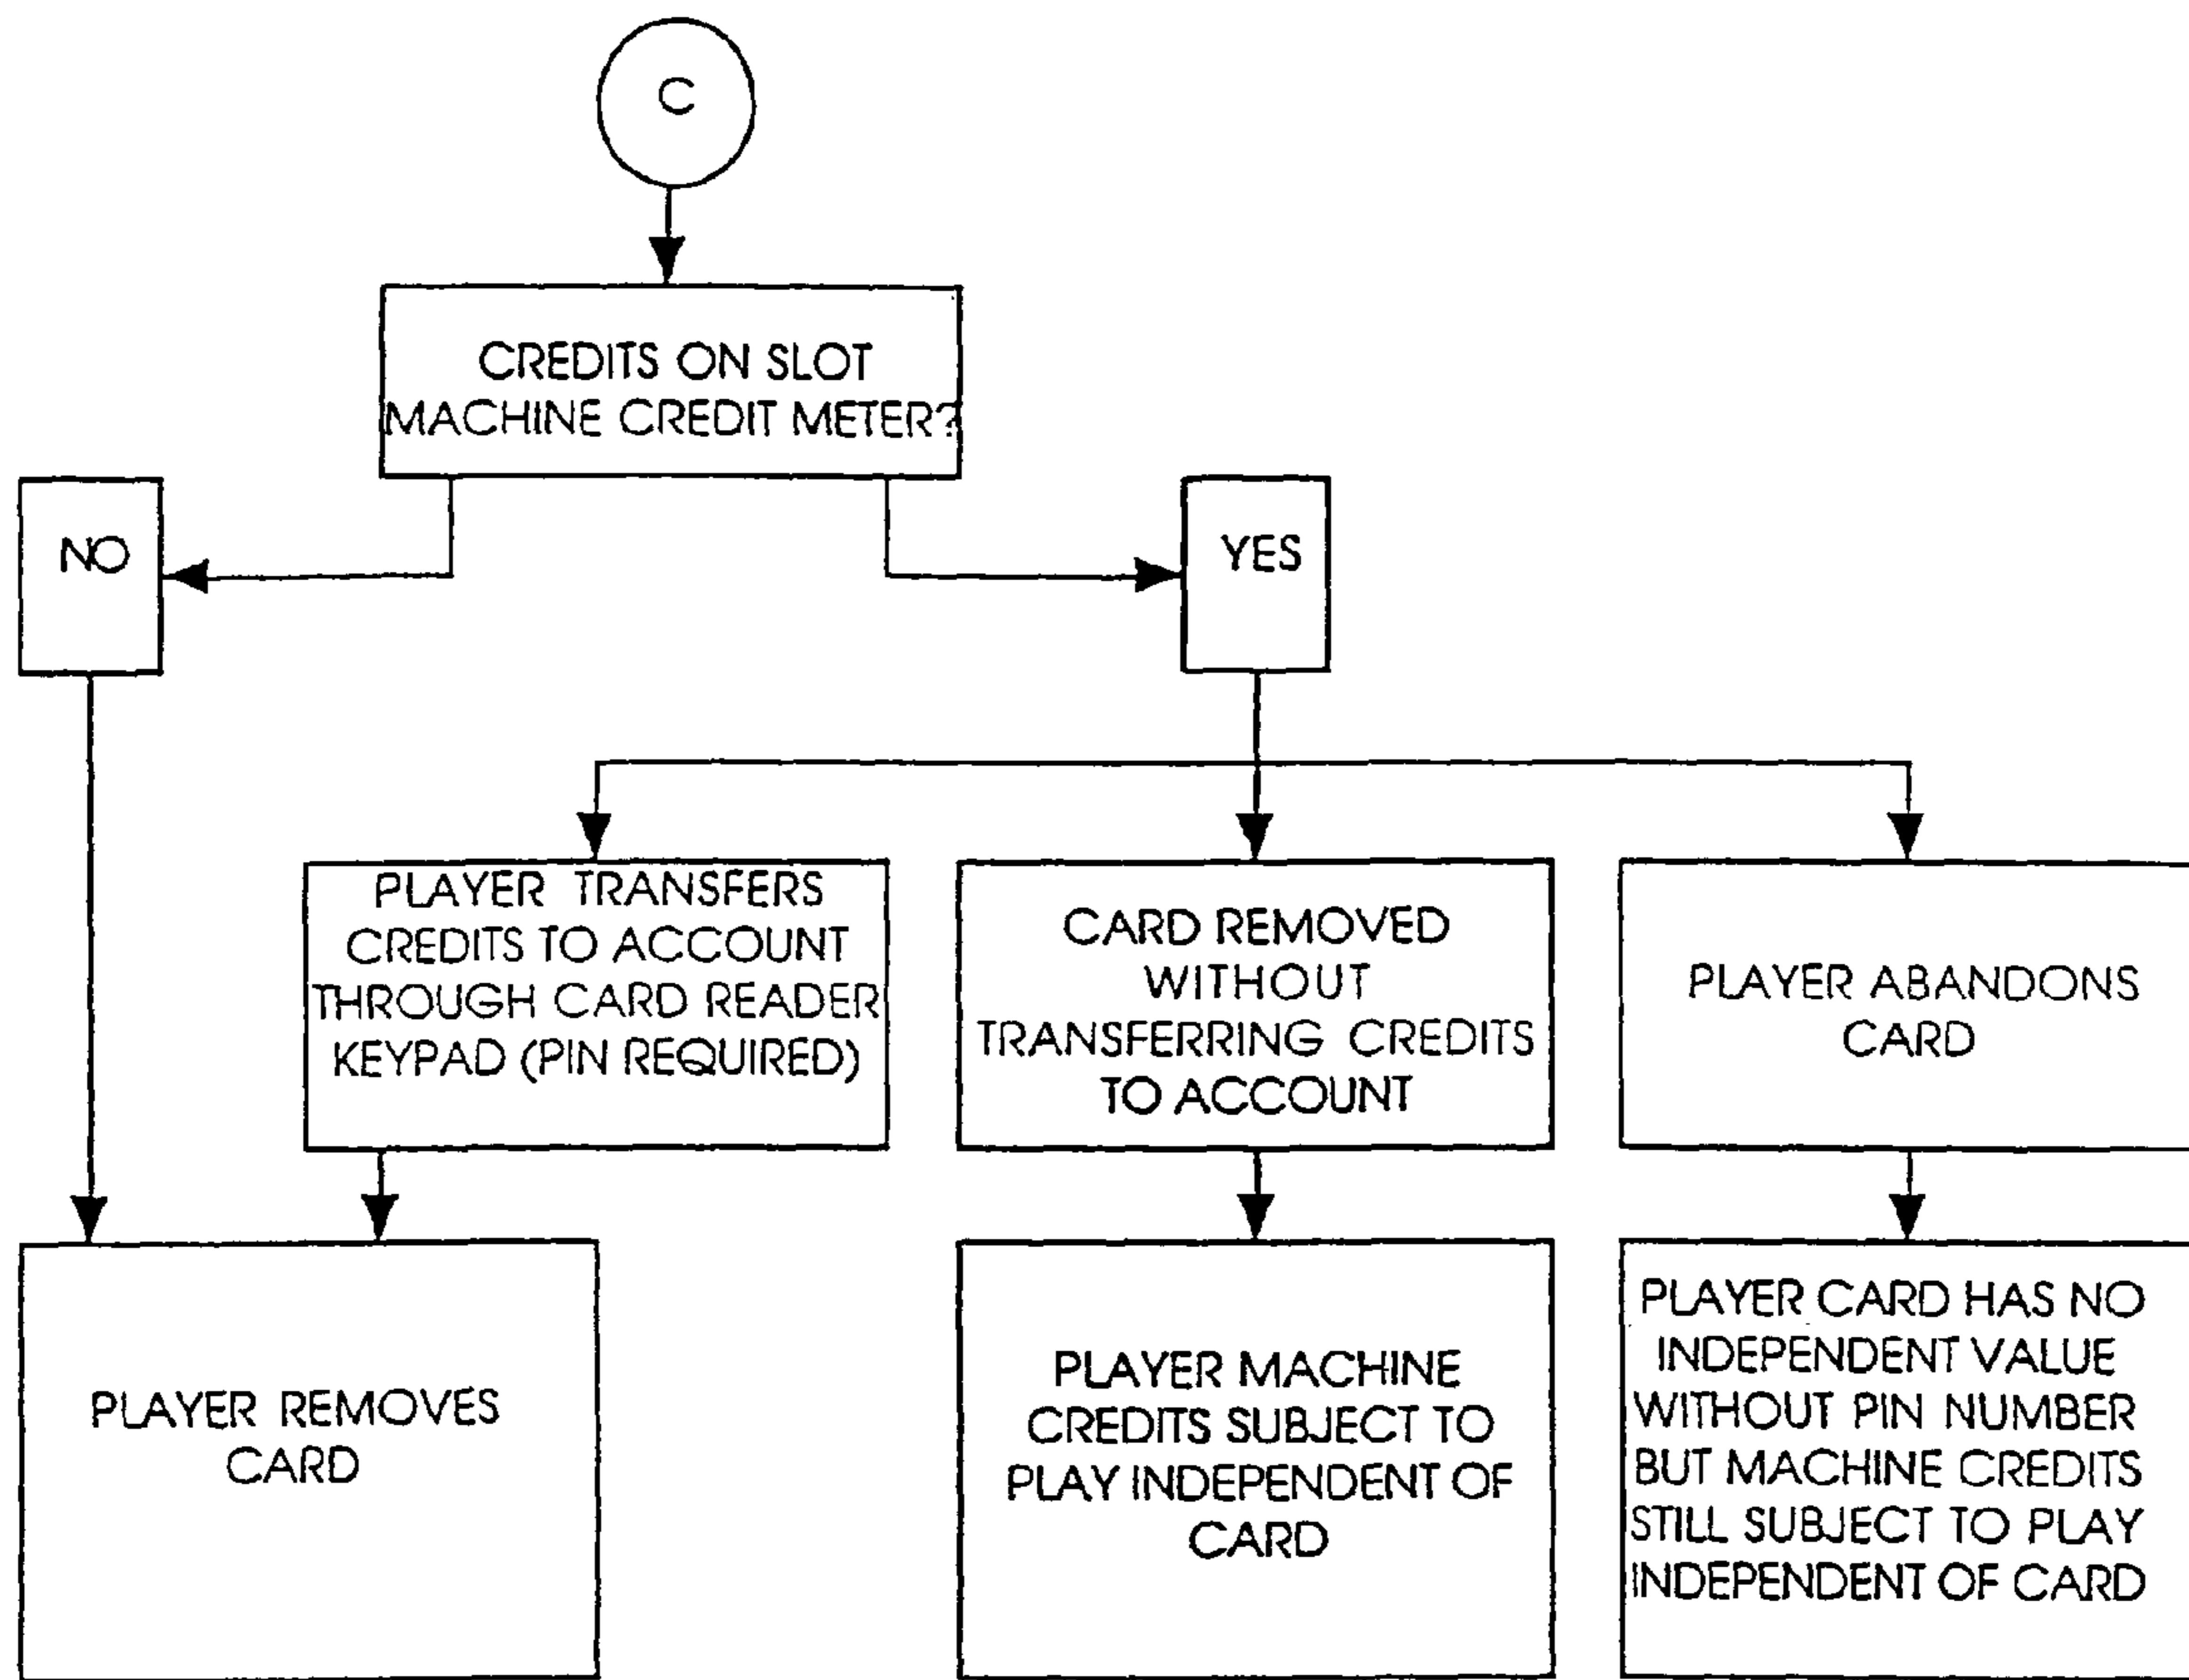 C
CREDITS ON SLOT
MACHINE CREDIT METER?
NO
YES
PLAYER TRANSFERS
CREDITS TO ACCOUNT
THROUGH CARD READER
KEYPAD (PIN REQUIRED)
CARD REMOVED
WITHOUT
TRANSFERRING CREDITS
TO ACCOUNT
PLAYER ABANDONS
CARD
PLAYER REMOVES
CARD
PLAYER MACHINE
CREDITS SUBJECT TO
PLAY INDEPENDENT OF
CARD
PLAYER CARD HAS NO
INDEPENDENT VALUE
WITHOUT PIN NUMBER
BUT MACHINE CREDITS
STILL SUBJECT TO PLAY
INDEPENDENT OF CARD